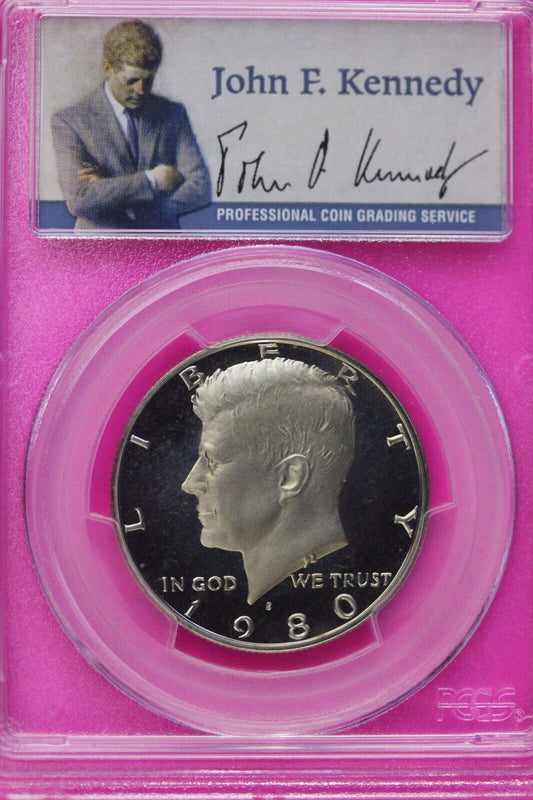 John F. Kennedy
John F. Kennedy
PROFESSIONAL COIN GRADING SERVICE
LIBERTY
IN GOD WE TRUST
S
1980
PCGS